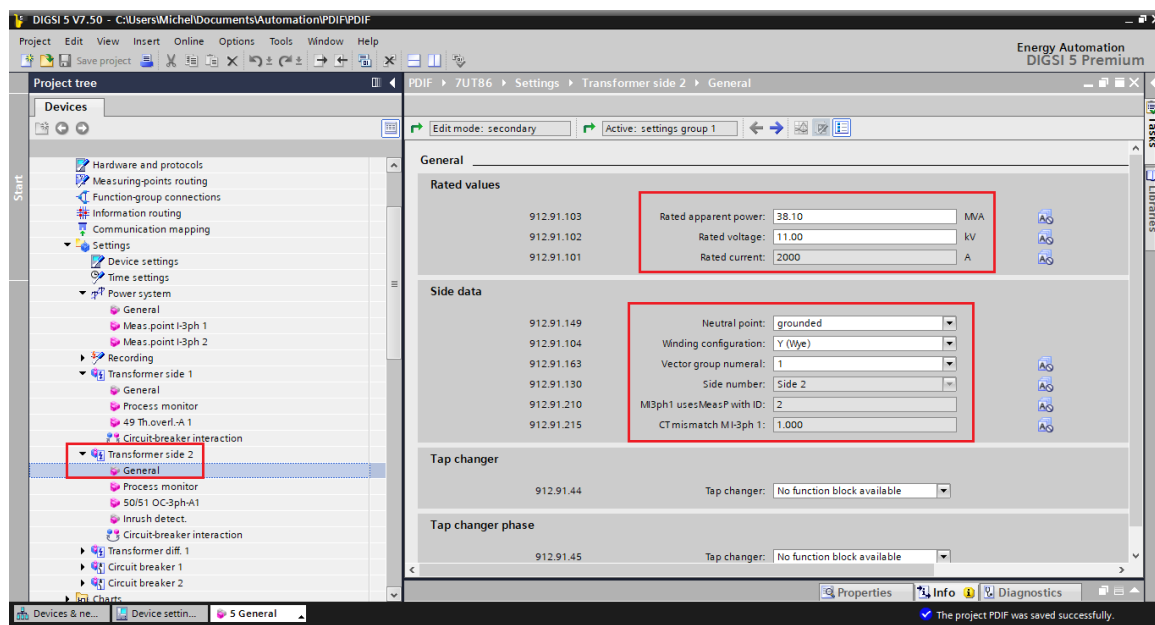 DIGSI 5 V7.50 - C:\Users\Michel\Documents\Automation\PDIF\PDIF
Project Edit View Insert Online Options Tools Window Help
Save project
Energy Automation
DIGSI 5 Premium
Project tree
PDIF ▸ 7UT86 ▸ Settings ▸ Transformer side 2 ▸ General
Devices
Edit mode: secondary
Active: settings group 1
Start
Tasks
Libraries
Hardware and protocols
Measuring-points routing
Function-group connections
Information routing
Communication mapping
Settings
Device settings
Time settings
Power system
General
Meas.point I-3ph 1
Meas.point I-3ph 2
Recording
Transformer side 1
General
Process monitor
49 Th.overl.-A 1
Circuit-breaker interaction
Transformer side 2
General
Process monitor
50/51 OC-3ph-A1
Inrush detect.
Circuit-breaker interaction
Transformer diff. 1
Circuit breaker 1
Circuit breaker 2
Charts
General
Rated values
912.91.103 Rated apparent power: 38.10 MVA
912.91.102 Rated voltage: 11.00 kV
912.91.101 Rated current: 2000 A
Side data
912.91.149 Neutral point: grounded
912.91.104 Winding configuration: Y (Wye)
912.91.163 Vector group numeral: 1
912.91.130 Side number: Side 2
912.91.210 MI3ph1 usesMeasP with ID: 2
912.91.215 CT mismatch M I-3ph 1: 1.000
Tap changer
912.91.44 Tap changer: No function block available
Tap changer phase
912.91.45 Tap changer: No function block available
Properties Info Diagnostics
Devices & ne... Device settin... 5 General
The project PDIF was saved successfully.